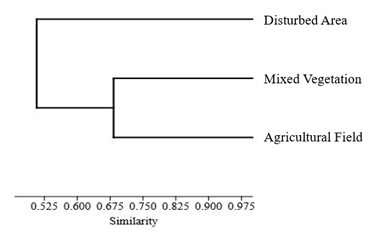 Disturbed Area
Mixed Vegetation
Agricultural Field
0.525 0.600 0.675 0.750 0.825 0.900 0.975
Similarity